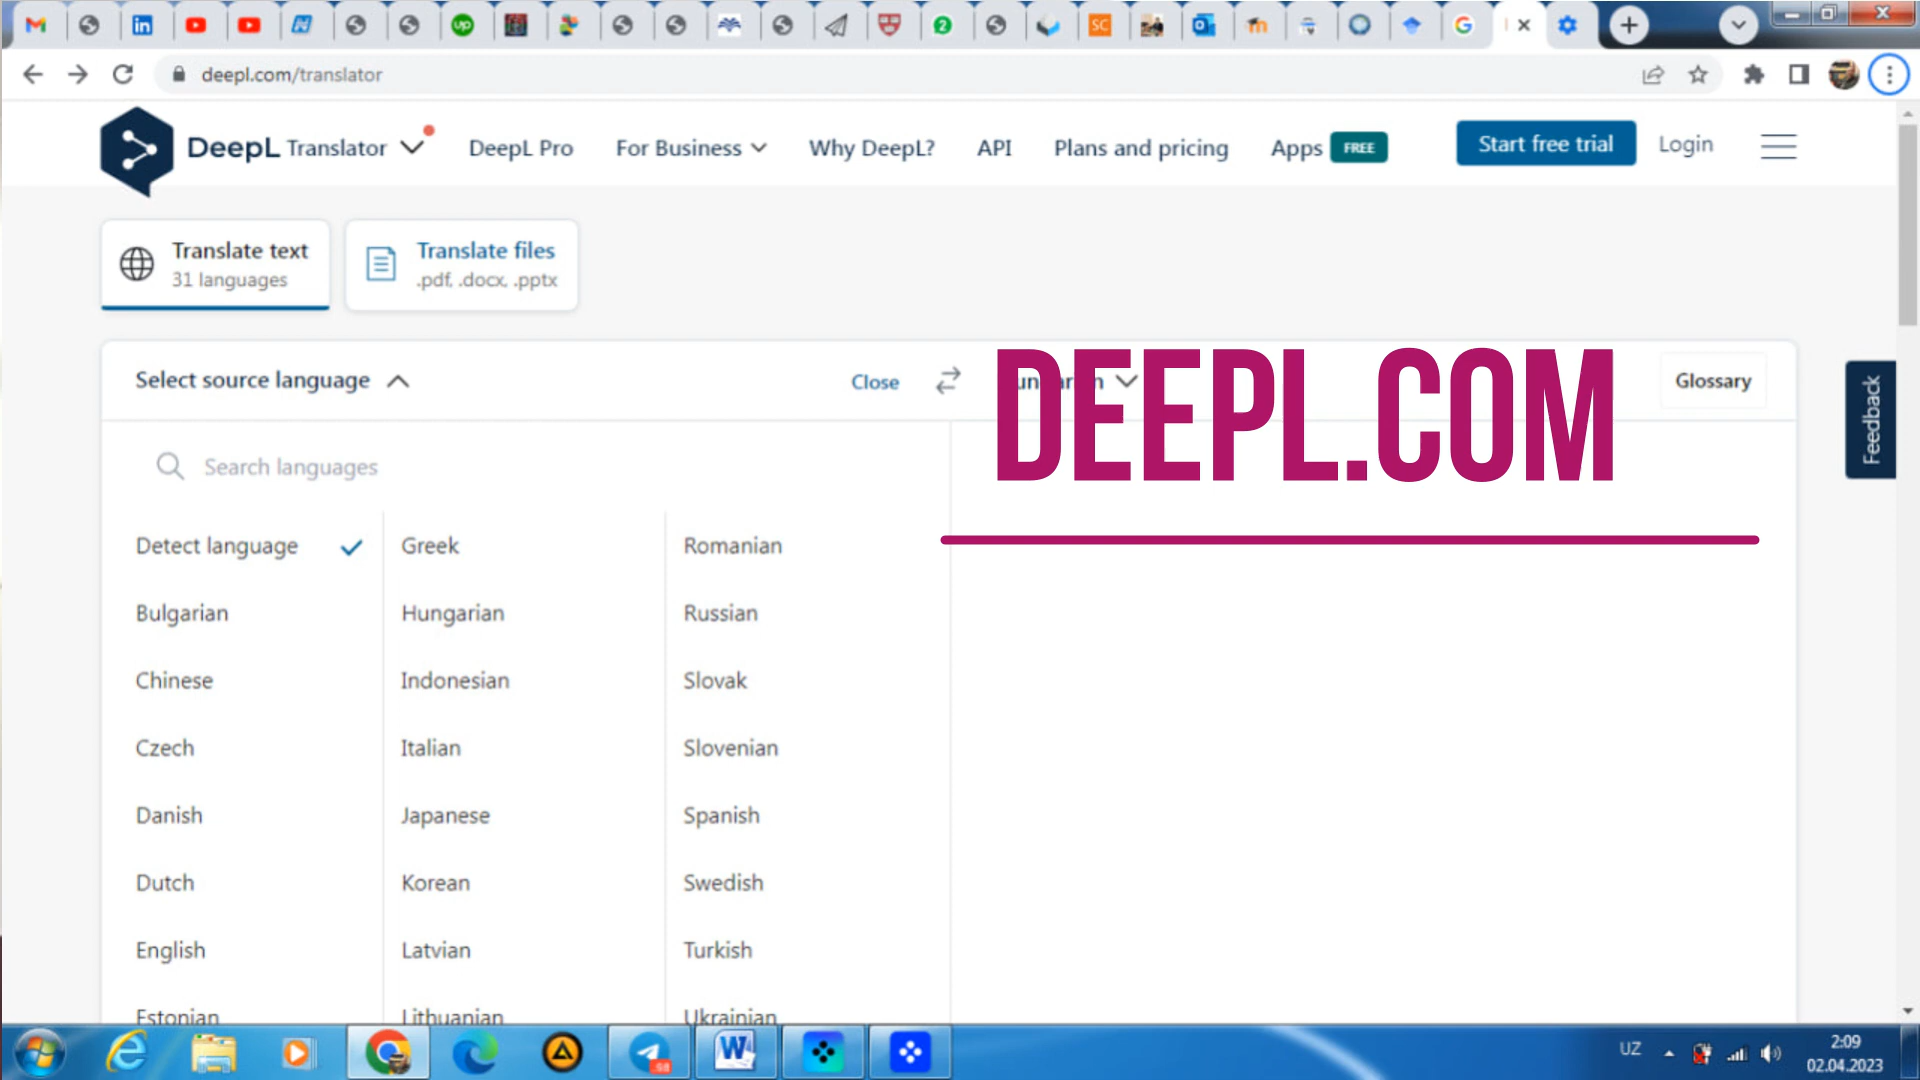 deepl.com/translator
DeepL Translator DeepL Pro For Business Why DeepL? API Plans and pricing Apps FREE Start free trial Login
Translate text
31 languages
Translate files
.pdf, .docx, .pptx
Select source language Close Glossary
DEEPL.COM
Feedback
Search languages
Detect language Greek Romanian
Bulgarian Hungarian Russian
Chinese Indonesian Slovak
Czech Italian Slovenian
Danish Japanese Spanish
Dutch Korean Swedish
English Latvian Turkish
Estonian Lithuanian Ukrainian
UZ 2:09
02.04.2023